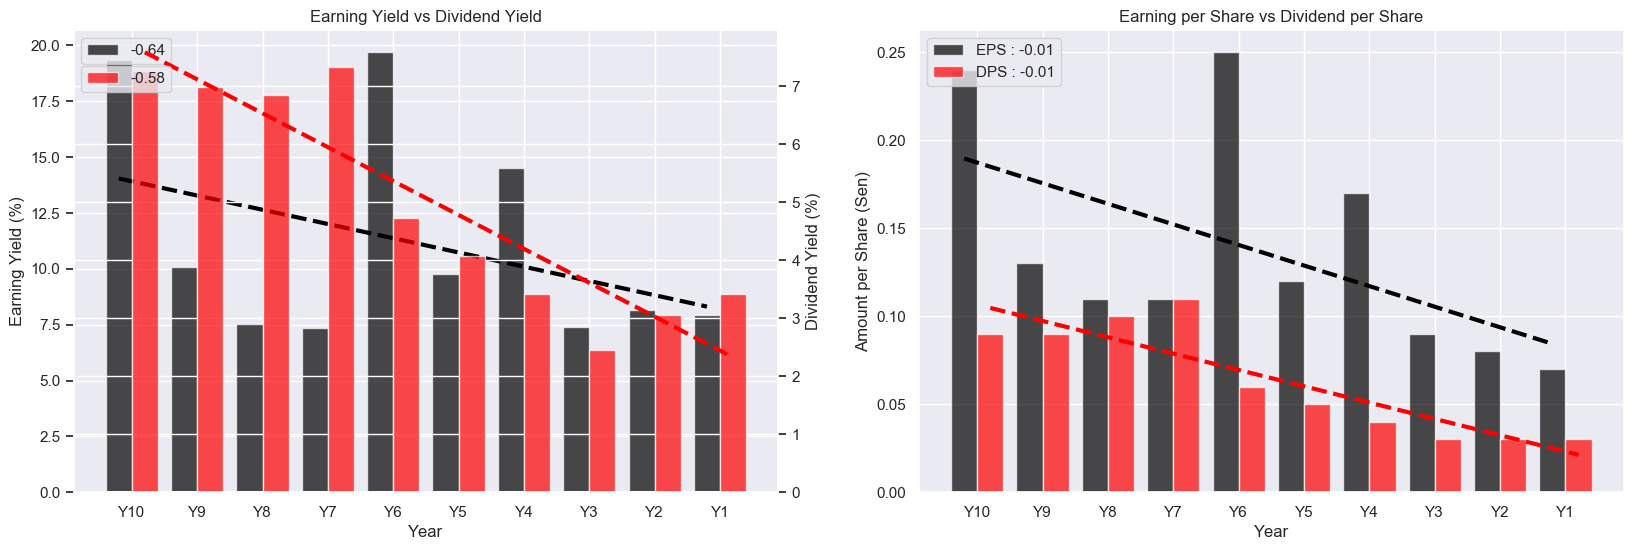 Earning Yield vs Dividend Yield
-0.64
-0.58
20.0
17.5
15.0
12.5
10.0
7.5
5.0
2.5
0.0
Earning Yield (%)
7
6
5
4
3
2
1
0
Dividend Yield (%)
Y10 Y9 Y8 Y7 Y6 Y5 Y4 Y3 Y2 Y1
Year
Earning per Share vs Dividend per Share
EPS : -0.01
DPS : -0.01
0.25
0.20
0.15
0.10
0.05
0.00
Amount per Share (Sen)
Y10 Y9 Y8 Y7 Y6 Y5 Y4 Y3 Y2 Y1
Year